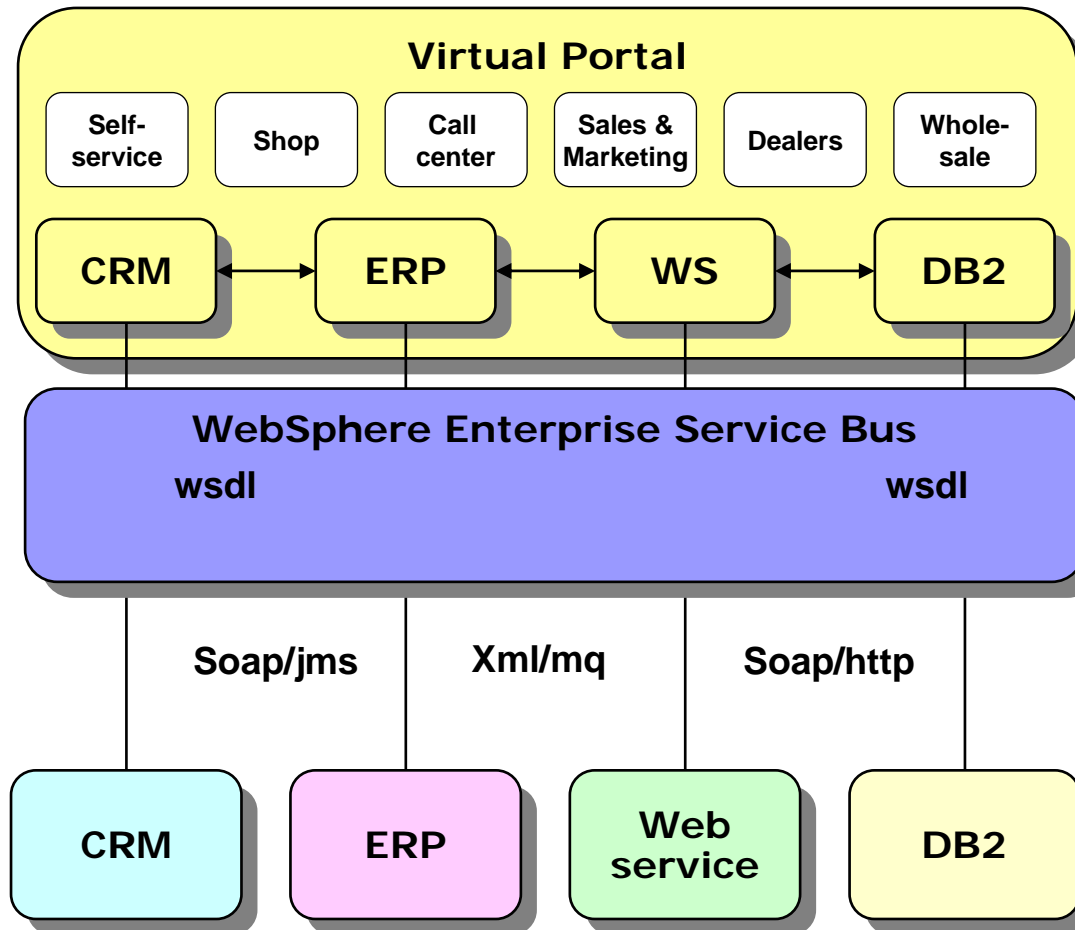 Virtual Portal
Self-
service
Shop
Call
center
Sales &
Marketing
Dealers
Whole-
sale
CRM
ERP
WS
DB2
WebSphere Enterprise Service Bus
wsdl
wsdl
Soap/jms
Xml/mq
Soap/http
CRM
ERP
Web
service
DB2